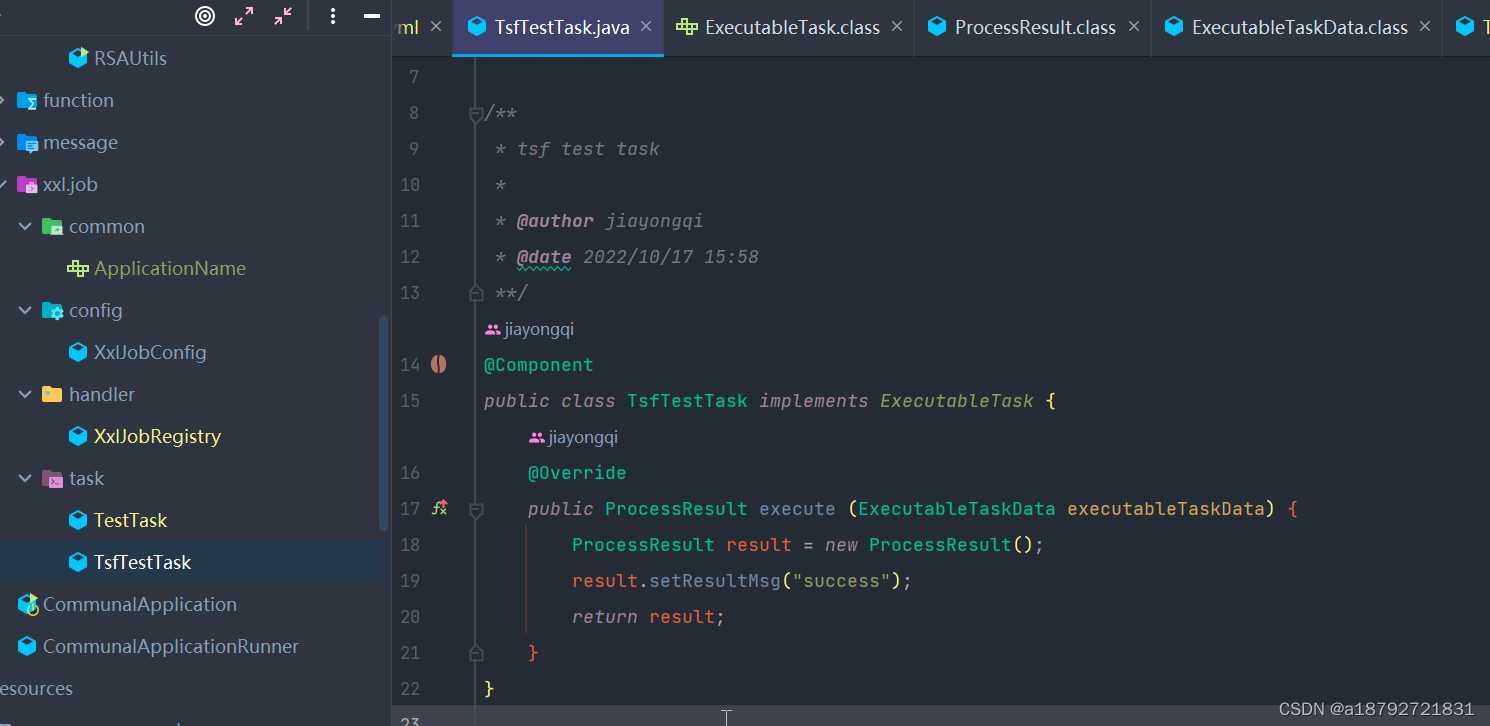 ml × TsfTestTask.java × ExecutableTask.class × ProcessResult.class × ExecutableTaskData.class × T
RSAUtils
function
message
xxl.job
common
ApplicationName
config
XxlJobConfig
handler
XxlJobRegistry
task
TestTask
TsfTestTask
CommunalApplication
CommunalApplicationRunner
esources
7
8 /**
9 * tsf test task
10 *
11 * @author jiayongqi
12 * @date 2022/10/17 15:58
13 **/
jiayongqi
14 @Component
15 public class TsfTestTask implements ExecutableTask {
jiayongqi
16 @Override
17 public ProcessResult execute (ExecutableTaskData executableTaskData) {
18 ProcessResult result = new ProcessResult();
19 result.setResultMsg("success");
20 return result;
21 }
22 }
23
CSDN @a18792721831